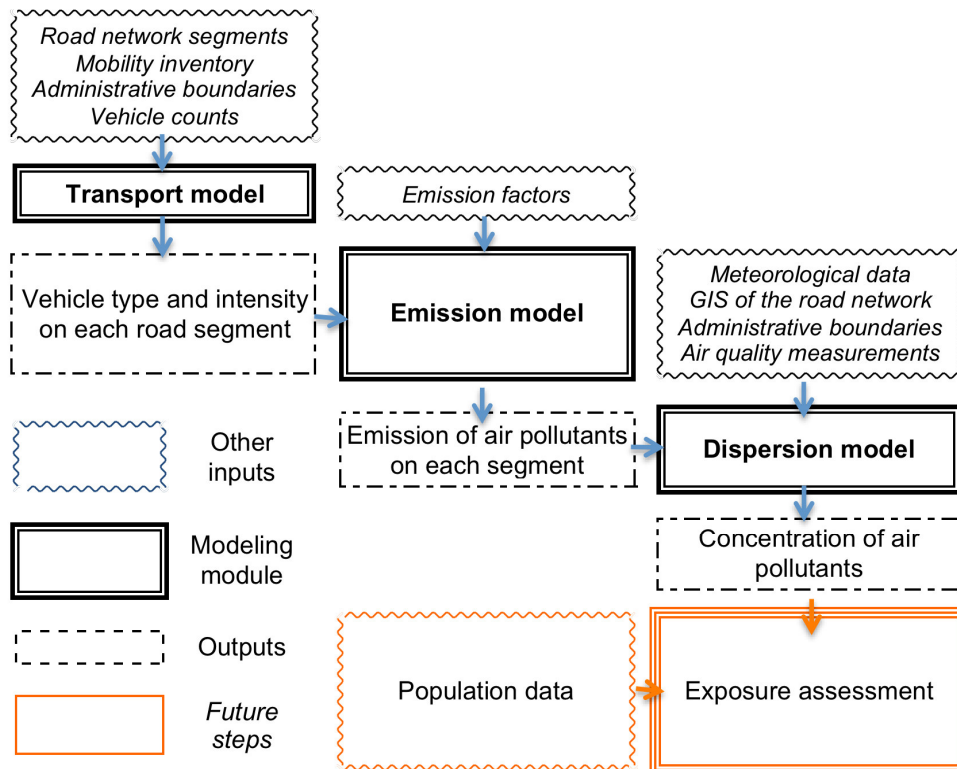 Road network segments
Mobility inventory
Administrative boundaries
Vehicle counts
Transport model
Emission factors
Vehicle type and intensity
on each road segment
Emission model
Meteorological data
GIS of the road network
Administrative boundaries
Air quality measurements
Emission of air pollutants
on each segment
Dispersion model
Concentration of air
pollutants
Population data
Exposure assessment
Other
inputs
Modeling
module
Outputs
Future
steps